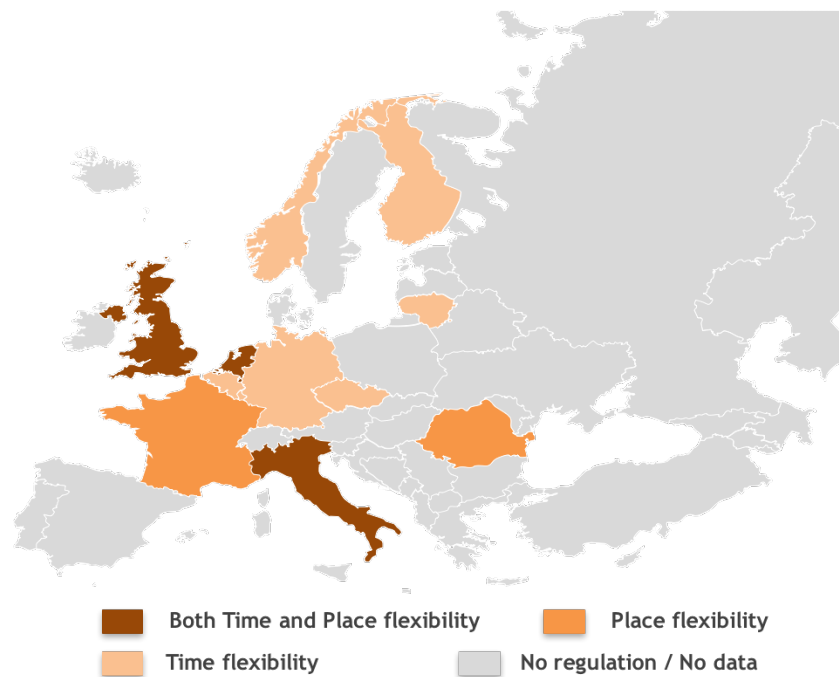 Both Time and Place flexibility
Place flexibility
Time flexibility
No regulation / No data